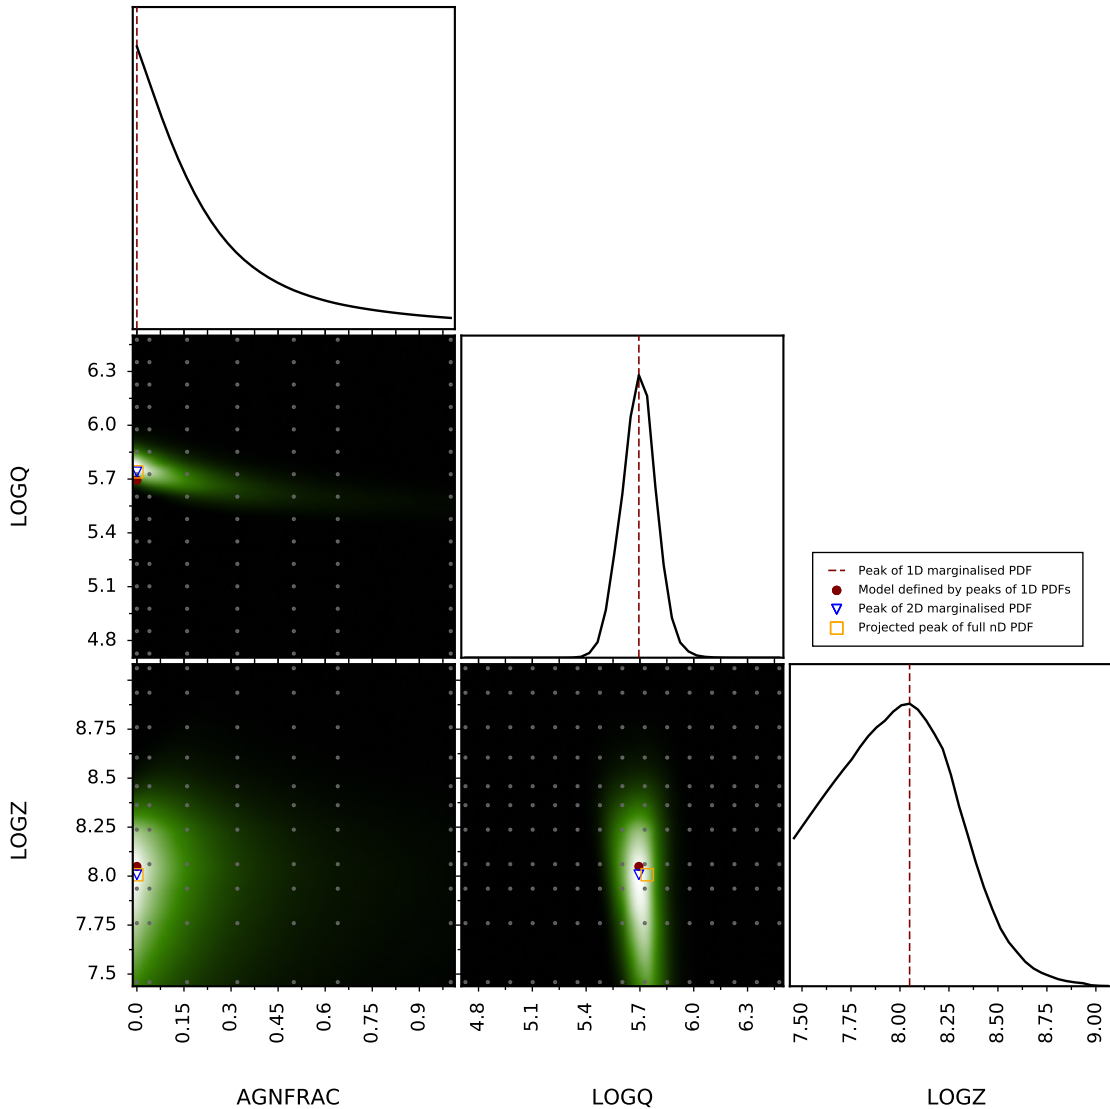 LOGQ
6.3
6.0
5.7
5.4
5.1
4.8
Peak of 1D marginalised PDF
Model defined by peaks of 1D PDFs
Peak of 2D marginalised PDF
Projected peak of full nD PDF
LOGZ
8.75
8.5
8.25
8.0
7.75
7.5
0.0 0.15 0.3 0.45 0.6 0.75 0.9
4.8 5.1 5.4 5.7 6.0 6.3
7.50 7.75 8.00 8.25 8.50 8.75 9.00
AGNFRAC LOGQ LOGZ